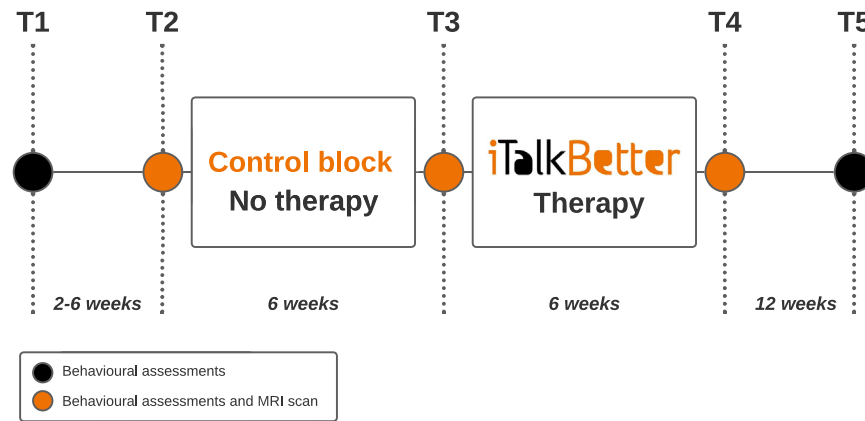 T1 T2 T3 T4 T5
Control block
No therapy
iTalkBetter
Therapy
2-6 weeks 6 weeks 6 weeks 12 weeks
Behavioural assessments
Behavioural assessments and MRI scan